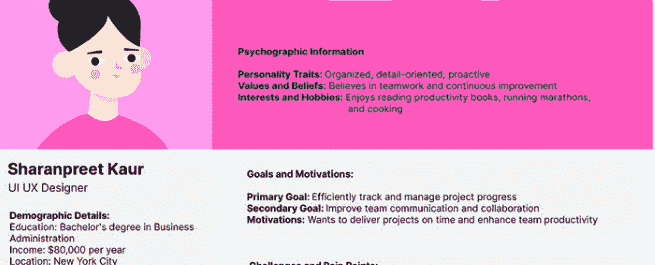 Psychographic Information
Personality Traits: Organized, detail-oriented, proactive
Values and Beliefs: Believes in teamwork and continuous improvement
Interests and Hobbies: Enjoys reading productivity books, running marathons,
and cooking
Sharanpreet Kaur
UI UX Designer
Demographic Details:
Education: Bachelor's degree in Business
Administration
Income: $80,000 per year
Location: New York City
Goals and Motivations:
Primary Goal: Efficiently track and manage project progress
Secondary Goal: Improve team communication and collaboration
Motivations: Wants to deliver projects on time and enhance team productivity
Challenges and Pain Points: